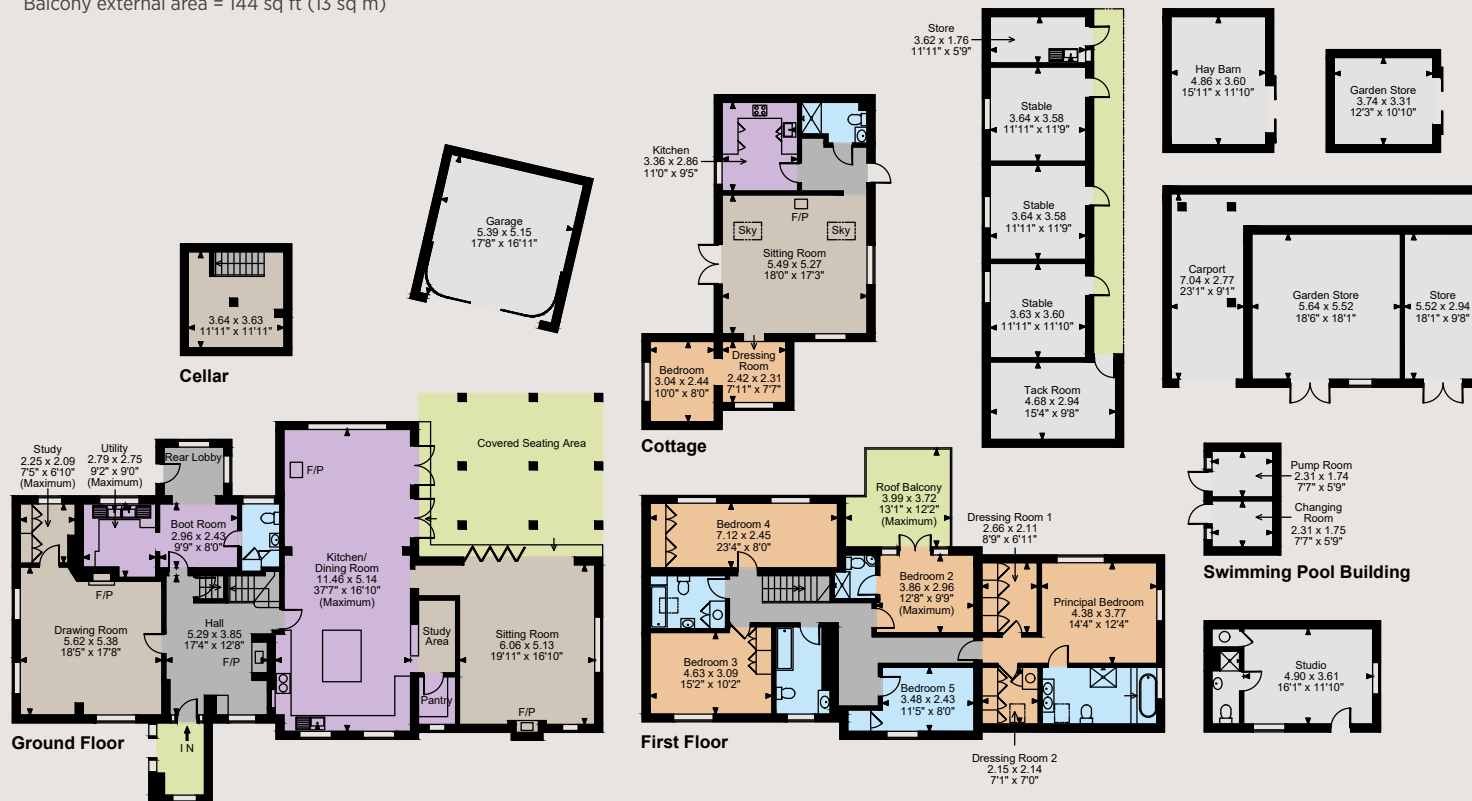 Balcony external area = 144 sq ft (13 sq m)
Store
3.62 x 1.76
11'11" x 5'9"
Stable
3.64 x 3.58
11'11" x 11'9"
Stable
3.64 x 3.58
11'11" x 11'9"
Stable
3.63 x 3.60
11'11" x 11'10"
Tack Room
4.68 x 2.94
15'4" x 9'8"
Hay Barn
4.86 x 3.60
15'11" x 11'10"
Garden Store
3.74 x 3.31
12'3" x 10'10"
Carport
7.04 x 2.77
23'1" x 9'1"
Garden Store
5.64 x 5.52
18'6" x 18'1"
Store
5.52 x 2.94
18'1" x 9'8"
Kitchen
3.36 x 2.86
11'0" x 9'5"
F/P
Sky
Sky
Sitting Room
5.49 x 5.27
18'0" x 17'3"
Bedroom
3.04 x 2.44
10'0" x 8'0"
Dressing
Room
2.42 x 2.31
7'11" x 7'7"
Cottage
Garage
5.39 x 5.15
17'8" x 16'11"
3.64 x 3.63
11'11" x 11'11"
Cellar
Study
2.25 x 2.09
7'5" x 6'10"
(Maximum)
Utility
2.79 x 2.75
9'2" x 9'0"
(Maximum)
Rear Lobby
Boot Room
2.96 x 2.43
9'9" x 8'0"
F/P
Covered Seating Area
Kitchen/
Dining Room
11.46 x 5.14
37'7" x 16'10"
(Maximum)
F/P
Drawing Room
5.62 x 5.38
18'5" x 17'8"
Hall
5.29 x 3.85
17'4" x 12'8"
F/P
Study
Area
Pantry
Sitting Room
6.06 x 5.13
19'11" x 16'10"
F/P
IN
Ground Floor
Roof Balcony
3.99 x 3.72
13'1" x 12'2"
(Maximum)
Bedroom 4
7.12 x 2.45
23'4" x 8'0"
Dressing Room 1
2.66 x 2.11
8'9" x 6'11"
Bedroom 2
3.86 x 2.96
12'8" x 9'9"
(Maximum)
Principal Bedroom
4.38 x 3.77
14'4" x 12'4"
Bedroom 3
4.63 x 3.09
15'2" x 10'2"
Bedroom 5
3.48 x 2.43
11'5" x 8'0"
Dressing Room 2
2.15 x 2.14
7'1" x 7'0"
First Floor
Pump Room
2.31 x 1.74
7'7" x 5'9"
Changing
Room
2.31 x 1.75
7'7" x 5'9"
Swimming Pool Building
Studio
4.90 x 3.61
16'1" x 11'10"